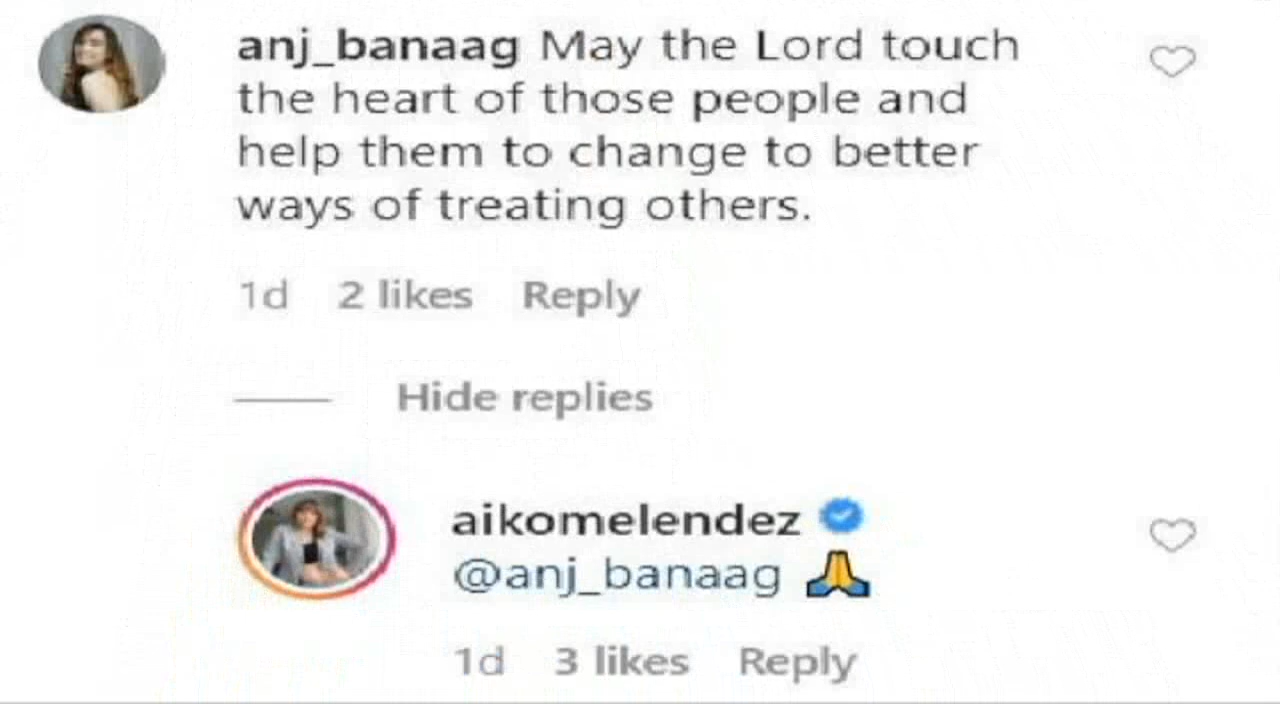 anj_banaag May the Lord touch
the heart of those people and
help them to change to better
ways of treating others.
1d 2 likes Reply
Hide replies
aikomelendez
@anj_banaag 🙏
1d 3 likes Reply